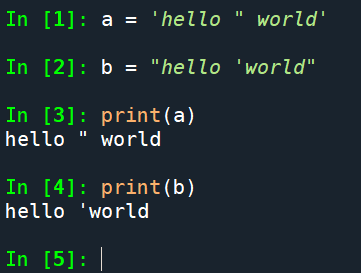 In [1]: a = 'hello " world'
In [2]: b = "hello 'world"
In [3]: print(a)
hello " world
In [4]: print(b)
hello 'world
In [5]: